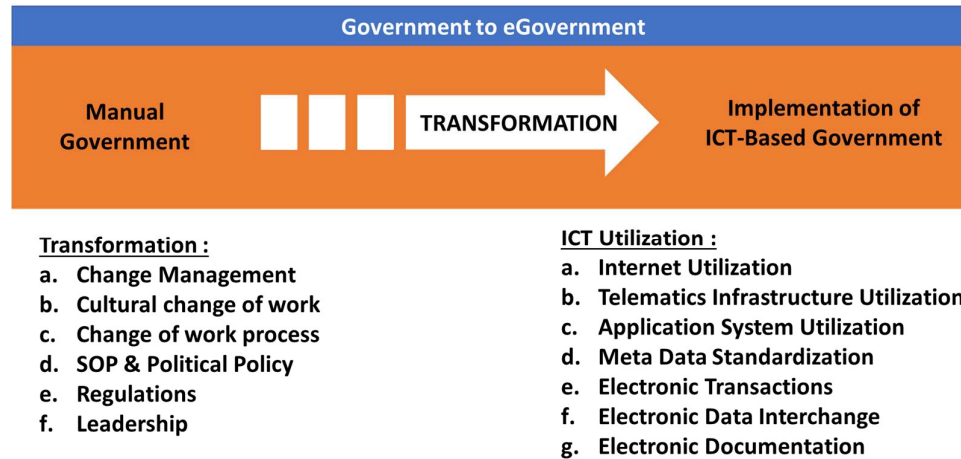 Government to eGovernment
Manual
Government
TRANSFORMATION
Implementation of
ICT-Based Government
Transformation :
a. Change Management
b. Cultural change of work
c. Change of work process
d. SOP & Political Policy
e. Regulations
f. Leadership
ICT Utilization :
a. Internet Utilization
b. Telematics Infrastructure Utilization
c. Application System Utilization
d. Meta Data Standardization
e. Electronic Transactions
f. Electronic Data Interchange
g. Electronic Documentation